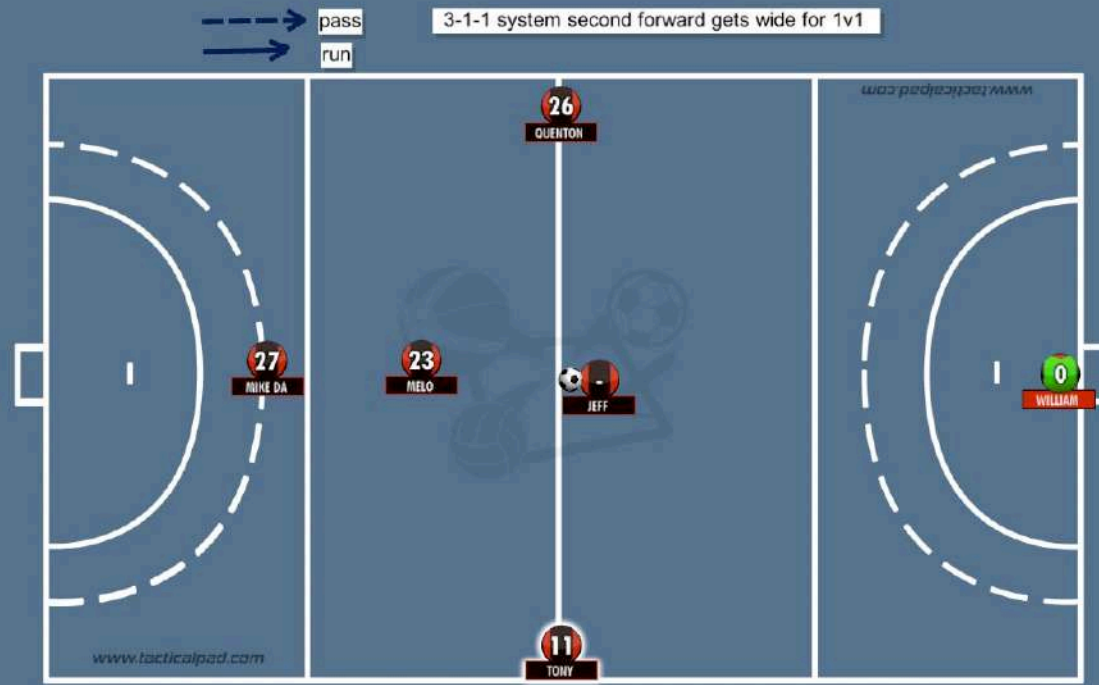 pass
3-1-1 system second forward gets wide for 1v1
run
www.tacticalpad.com
26
QUENTON
27
MIKE DA
23
MELO
-
JEFF
0
WILLIAM
11
TONY
www.tacticalpad.com